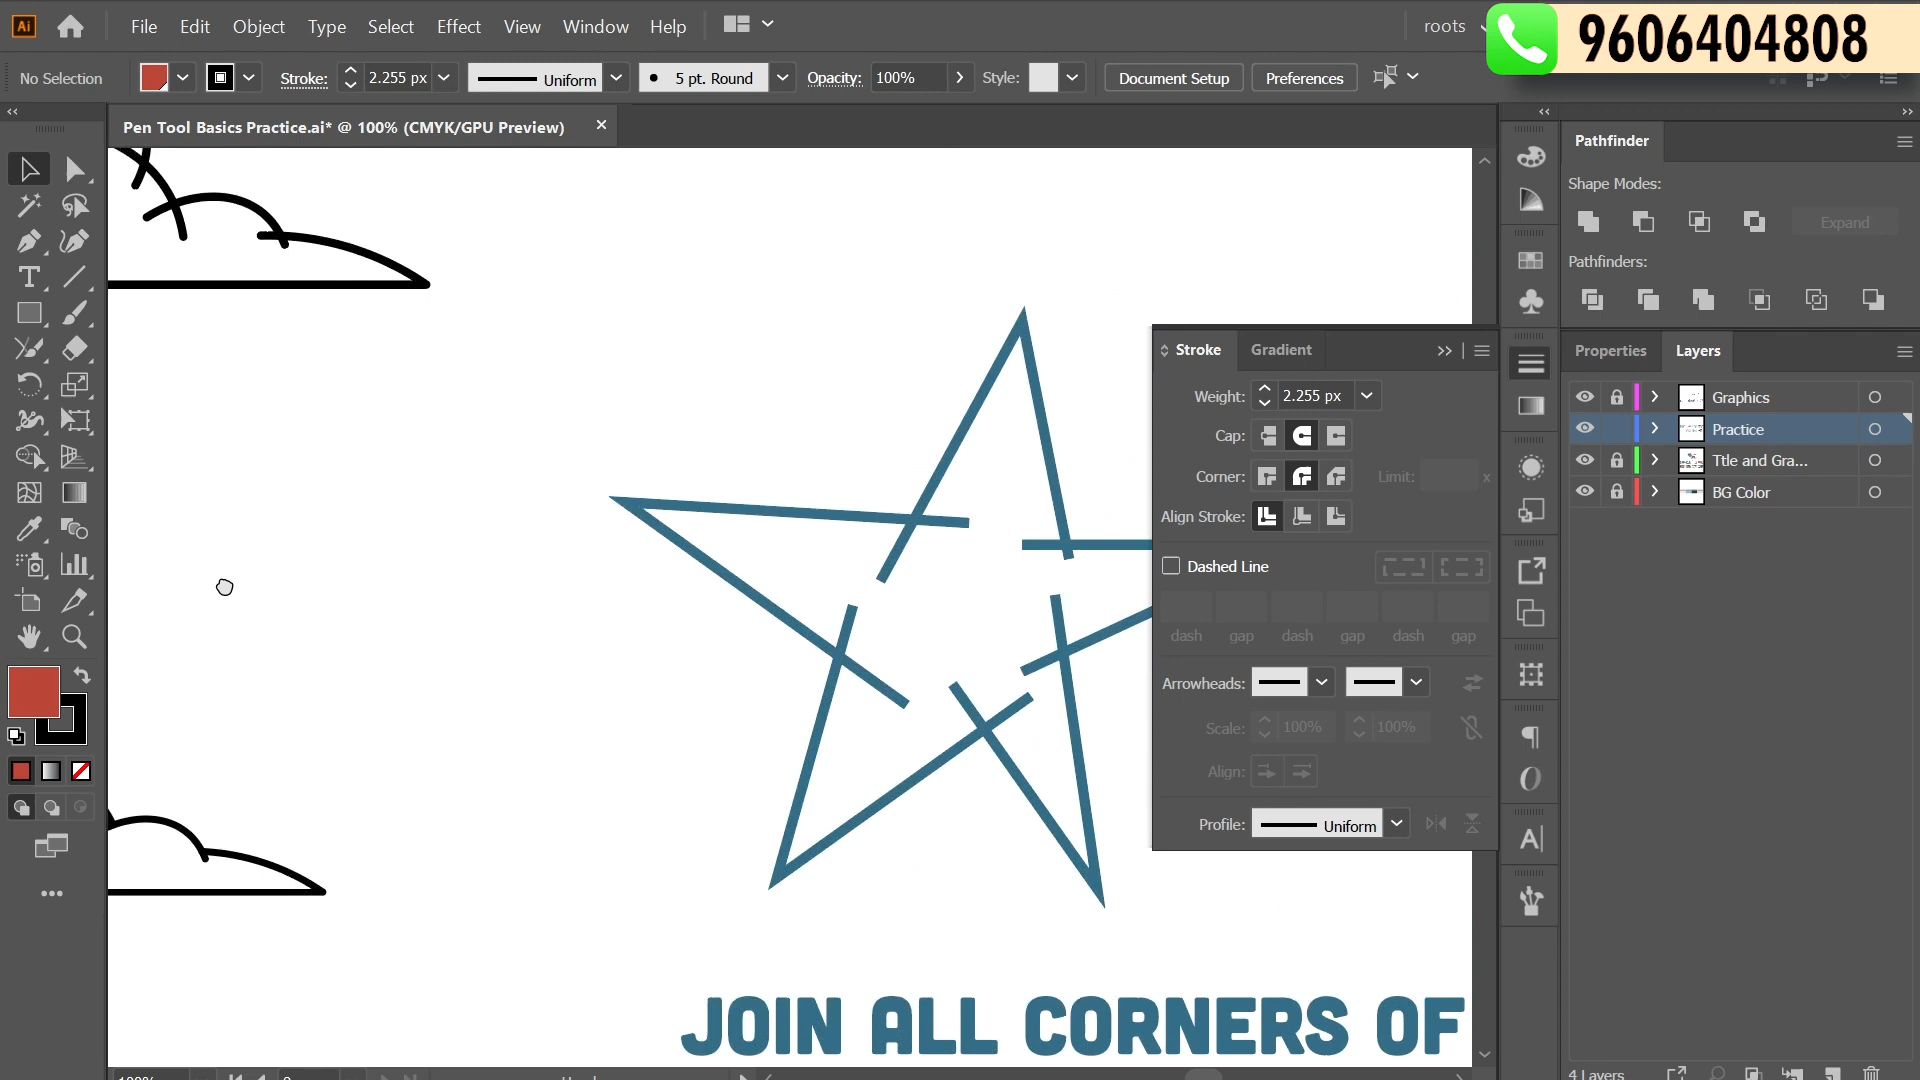 Ai File Edit Object Type Select Effect View Window Help roots 9606404808
No Selection Stroke: 2.255 px Uniform 5 pt. Round Opacity: 100% Style: Document Setup Preferences
Pen Tool Basics Practice.ai* @ 100% (CMYK/GPU Preview)
Pathfinder
Shape Modes:
Expand
Pathfinders:
Properties Layers
Graphics
Practice
Ttle and Gra...
BG Color
Stroke Gradient
Weight: 2.255 px
Cap:
Corner: Limit: x
Align Stroke:
Dashed Line
dash gap dash gap dash gap
Arrowheads:
Scale: 100% 100%
Align:
Profile: Uniform
JOIN ALL CORNERS OF
4 Layers